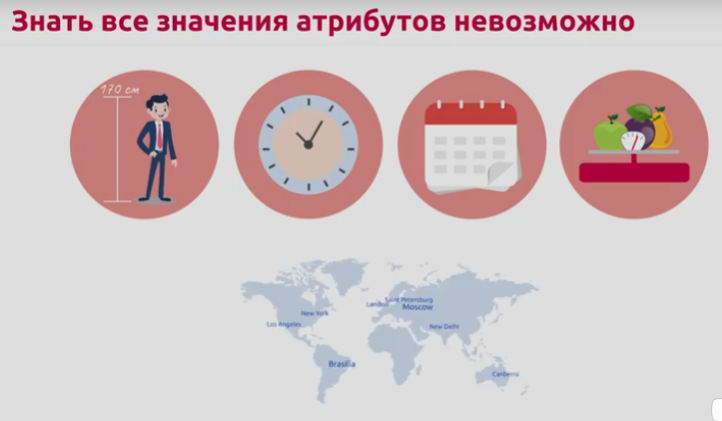 Знать все значения атрибутов невозможно
170 см
Saint Petersburg
London
Moscow
New York
Los Angeles
New Delhi
Brasilia
Canberra